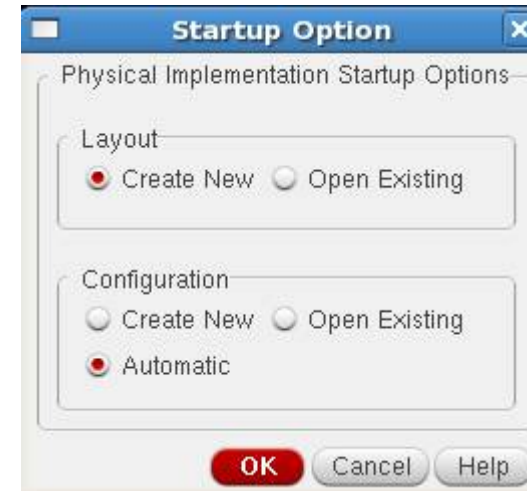 Startup Option
Physical Implementation Startup Options
Layout
Create New Open Existing
Configuration
Create New Open Existing
Automatic
OK Cancel Help